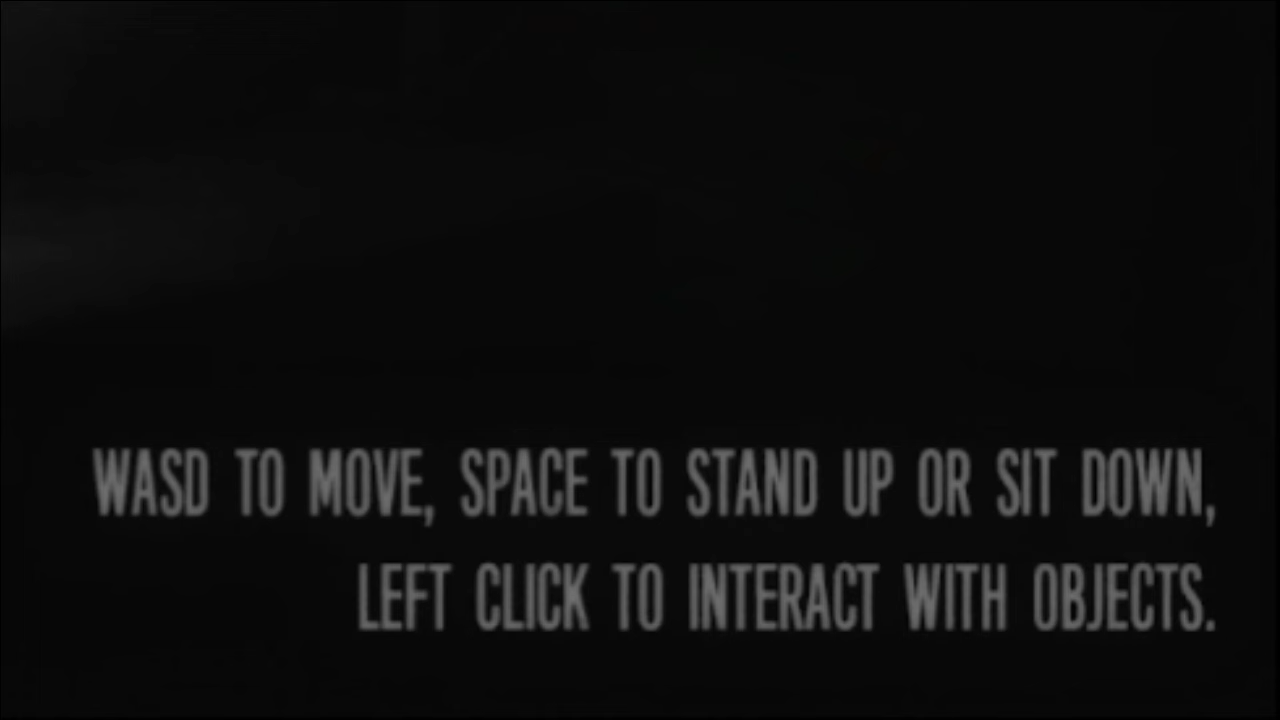 WASD TO MOVE, SPACE TO STAND UP OR SIT DOWN,
LEFT CLICK TO INTERACT WITH OBJECTS.